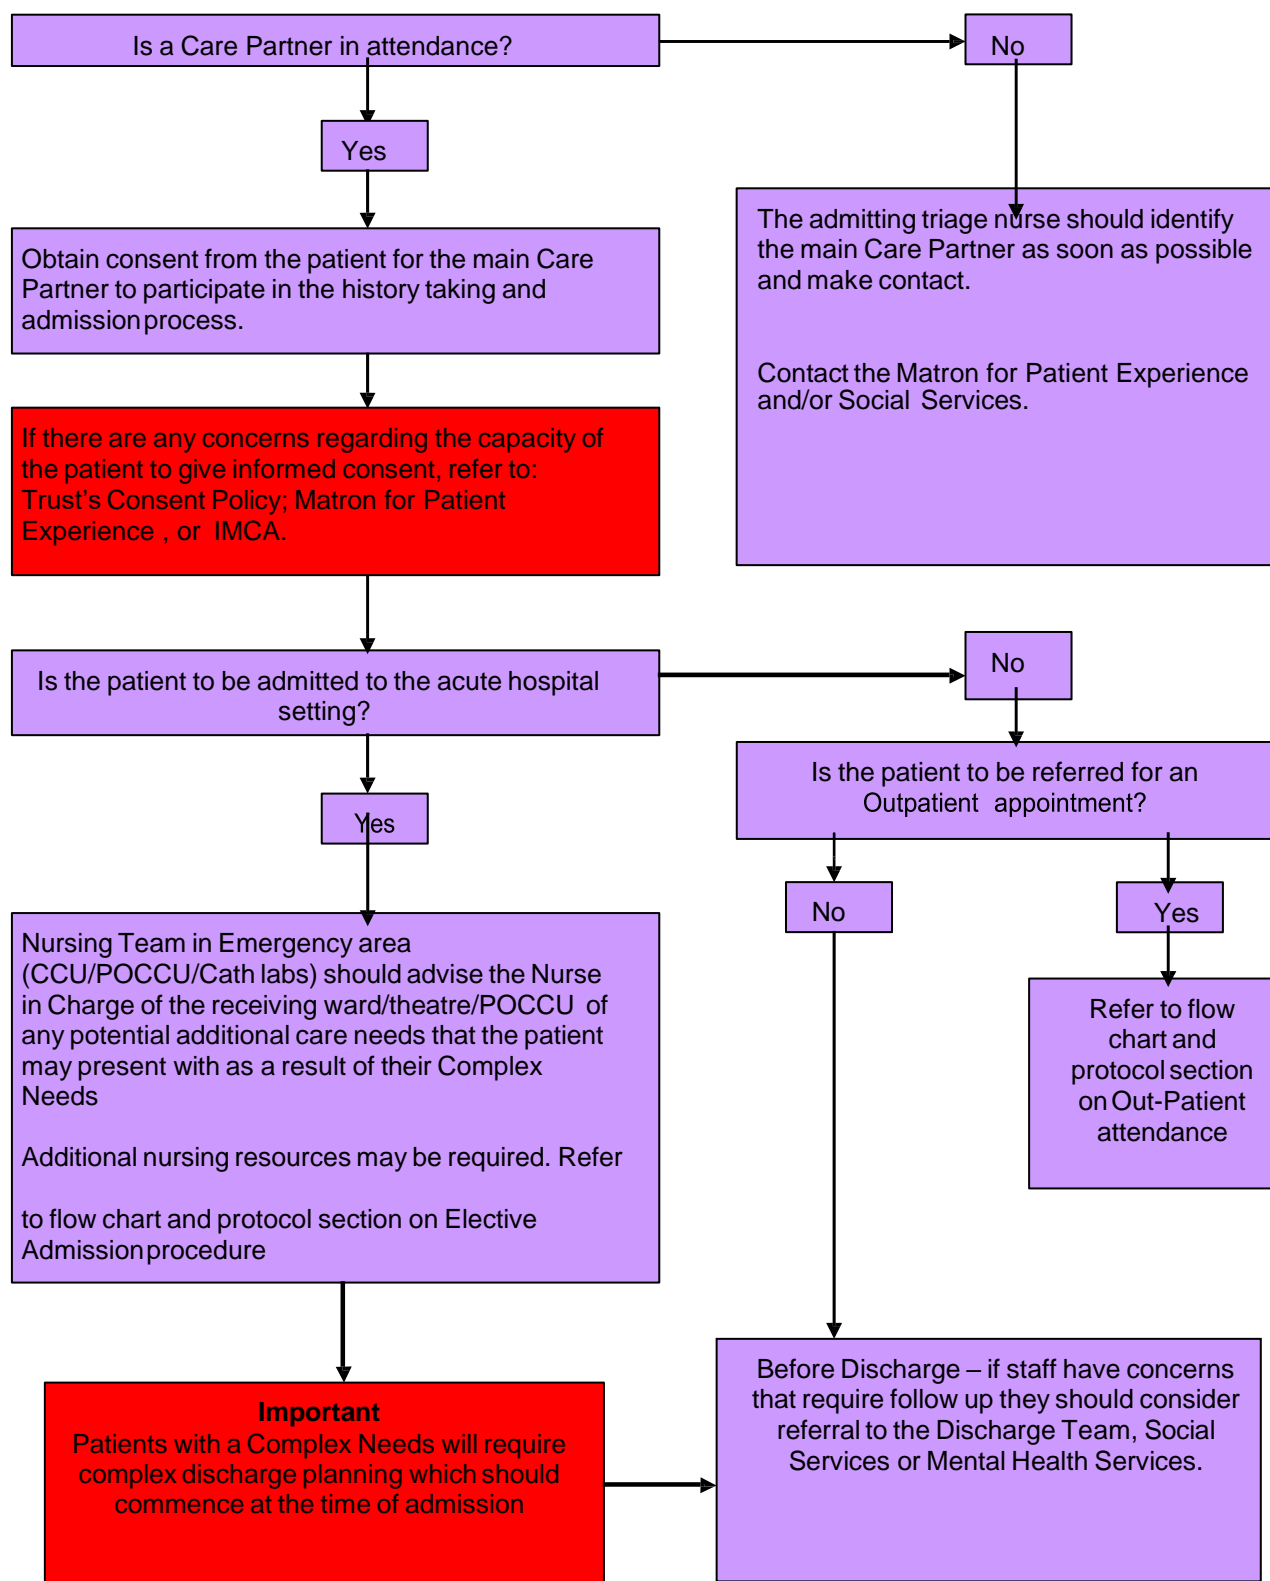 Is a Care Partner in attendance?
No
Yes
The admitting triage nurse should identify
the main Care Partner as soon as possible
and make contact.
Contact the Matron for Patient Experience
and/or Social Services.
Obtain consent from the patient for the main Care
Partner to participate in the history taking and
admission process.
If there are any concerns regarding the capacity of
the patient to give informed consent, refer to:
Trust's Consent Policy; Matron for Patient
Experience , or IMCA.
Is the patient to be admitted to the acute hospital
setting?
No
Yes
Is the patient to be referred for an
Outpatient appointment?
No
Yes
Nursing Team in Emergency area
(CCU/POCCU/Cath labs) should advise the Nurse
in Charge of the receiving ward/theatre/POCCU of
any potential additional care needs that the patient
may present with as a result of their Complex
Needs
Additional nursing resources may be required. Refer
to flow chart and protocol section on Elective
Admission procedure
Refer to flow
chart and
protocol section
on Out-Patient
attendance
Important
Patients with a Complex Needs will require
complex discharge planning which should
commence at the time of admission
Before Discharge – if staff have concerns
that require follow up they should consider
referral to the Discharge Team, Social
Services or Mental Health Services.